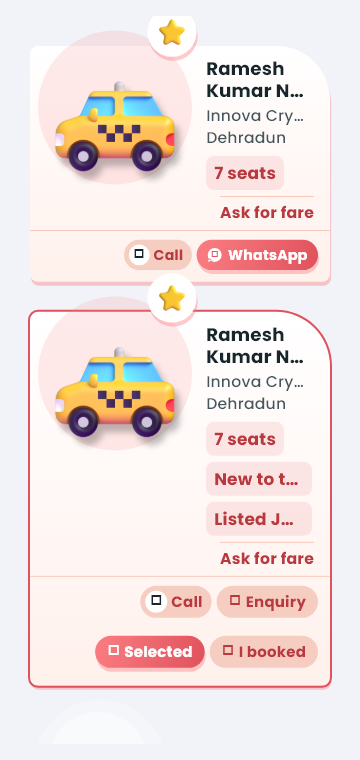 Ramesh
Kumar N...
Innova Cry...
Dehradun
7 seats
Ask for fare
Call
WhatsApp
Ramesh
Kumar N...
Innova Cry...
Dehradun
7 seats
New to t...
Listed J...
Ask for fare
Call
Enquiry
Selected
I booked